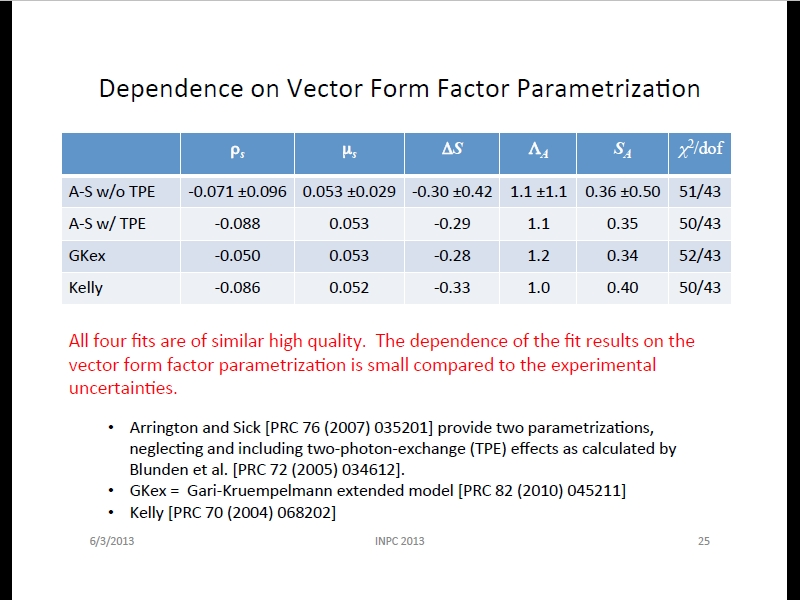 Dependence on Vector Form Factor Parametrization
ρs μs ΔS ΛA SA χ²/dof
A-S w/o TPE -0.071 ±0.096 0.053 ±0.029 -0.30 ±0.42 1.1 ±1.1 0.36 ±0.50 51/43
A-S w/ TPE -0.088 0.053 -0.29 1.1 0.35 50/43
GKex -0.050 0.053 -0.28 1.2 0.34 52/43
Kelly -0.086 0.052 -0.33 1.0 0.40 50/43
All four fits are of similar high quality. The dependence of the fit results on the
vector form factor parametrization is small compared to the experimental
uncertainties.
• Arrington and Sick [PRC 76 (2007) 035201] provide two parametrizations,
neglecting and including two-photon-exchange (TPE) effects as calculated by
Blunden et al. [PRC 72 (2005) 034612].
• GKex = Gari-Kruempelmann extended model [PRC 82 (2010) 045211]
• Kelly [PRC 70 (2004) 068202]
6/3/2013 INPC 2013 25